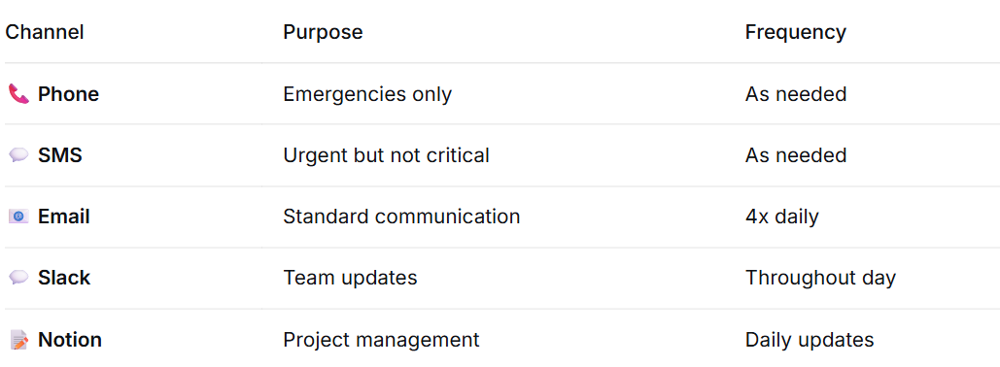 Channel Purpose Frequency
Phone Emergencies only As needed
SMS Urgent but not critical As needed
Email Standard communication 4x daily
Slack Team updates Throughout day
Notion Project management Daily updates